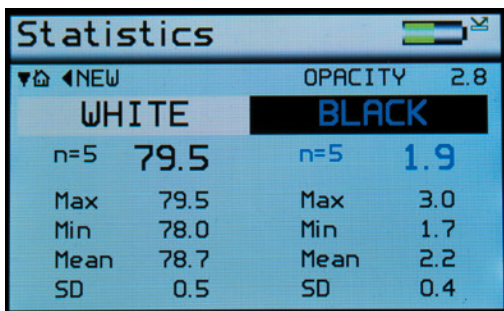 Statistics
NEW OPACITY 2.8
WHITE BLACK
n=5 79.5 n=5 1.9
Max 79.5 Max 3.0
Min 78.0 Min 1.7
Mean 78.7 Mean 2.2
SD 0.5 SD 0.4